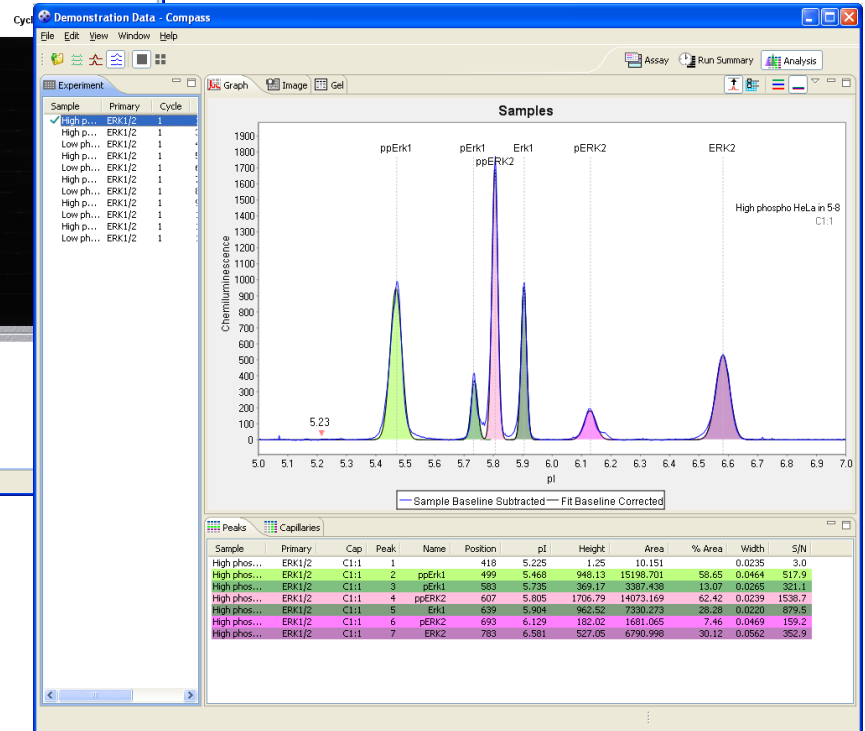 Cycl
Demonstration Data - Compass
File Edit View Window Help
Assay Run Summary Analysis
Experiment
Sample Primary Cycle
High p... ERK1/2 1
High p... ERK1/2 1
Low ph... ERK1/2 1
High p... ERK1/2 1
Low ph... ERK1/2 1
High p... ERK1/2 1
Low ph... ERK1/2 1
High p... ERK1/2 1
Low ph... ERK1/2 1
High p... ERK1/2 1
Low ph... ERK1/2 1
Graph Image Gel
Samples
ppErk1 pErk1 Erk1 pERK2 ERK2
ppERK2
High phospho HeLa in 5-8
C1:1
Chemiluminescence
1900
1800
1700
1600
1500
1400
1300
1200
1100
1000
900
800
700
600
500
400
300
200
100
0
5.23
5.0 5.1 5.2 5.3 5.4 5.5 5.6 5.7 5.8 5.9 6.0 6.1 6.2 6.3 6.4 6.5 6.6 6.7 6.8 6.9 7.0
pI
Sample Baseline Subtracted Fit Baseline Corrected
Peaks Capillaries
Sample Primary Cap Peak Name Position pI Height Area % Area Width S/N
High phos... ERK1/2 C1:1 1 418 5.225 1.25 10.151 0.0235 3.0
High phos... ERK1/2 C1:1 2 ppErk1 499 5.468 948.13 15198.701 58.65 0.0464 517.9
High phos... ERK1/2 C1:1 3 pErk1 583 5.735 369.17 3387.438 13.07 0.0265 321.1
High phos... ERK1/2 C1:1 4 ppERK2 607 5.805 1706.79 14073.169 62.42 0.0239 1538.7
High phos... ERK1/2 C1:1 5 Erk1 639 5.904 962.52 7330.273 28.28 0.0220 879.5
High phos... ERK1/2 C1:1 6 pERK2 693 6.129 182.02 1681.065 7.46 0.0469 159.2
High phos... ERK1/2 C1:1 7 ERK2 783 6.581 527.05 6790.998 30.12 0.0562 352.9